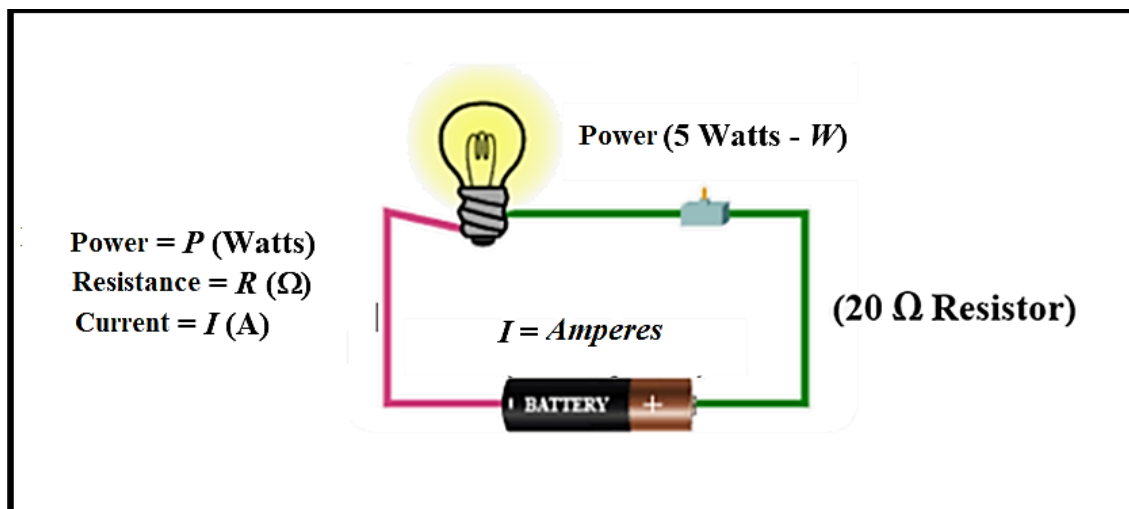 Power (5 Watts - W)
Power = P (Watts)
Resistance = R (Ω)
Current = I (A)
(20 Ω Resistor)
I = Amperes
BATTERY +